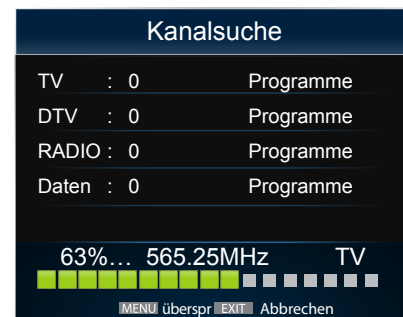 Kanalsuche
TV : 0 Programme
DTV : 0 Programme
RADIO : 0 Programme
Daten : 0 Programme
63%... 565.25MHz TV
MENU überspr EXIT Abbrechen